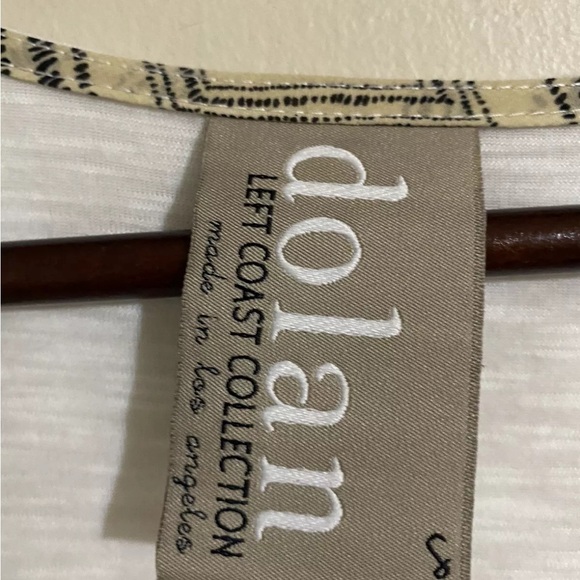 dolan
LEFT COAST COLLECTION
made in los angeles